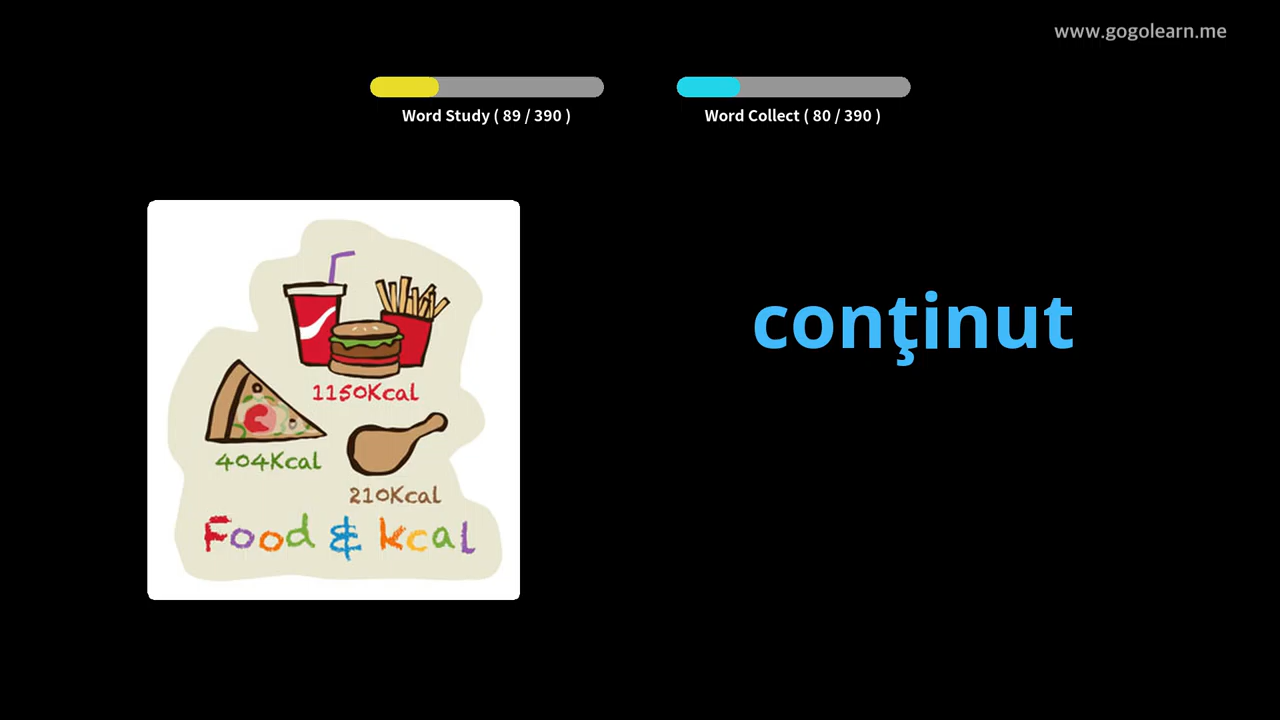 www.gogolearn.me
Word Study ( 89 / 390 )
Word Collect ( 80 / 390 )
conţinut
1150Kcal
404Kcal
210Kcal
Food & kcal